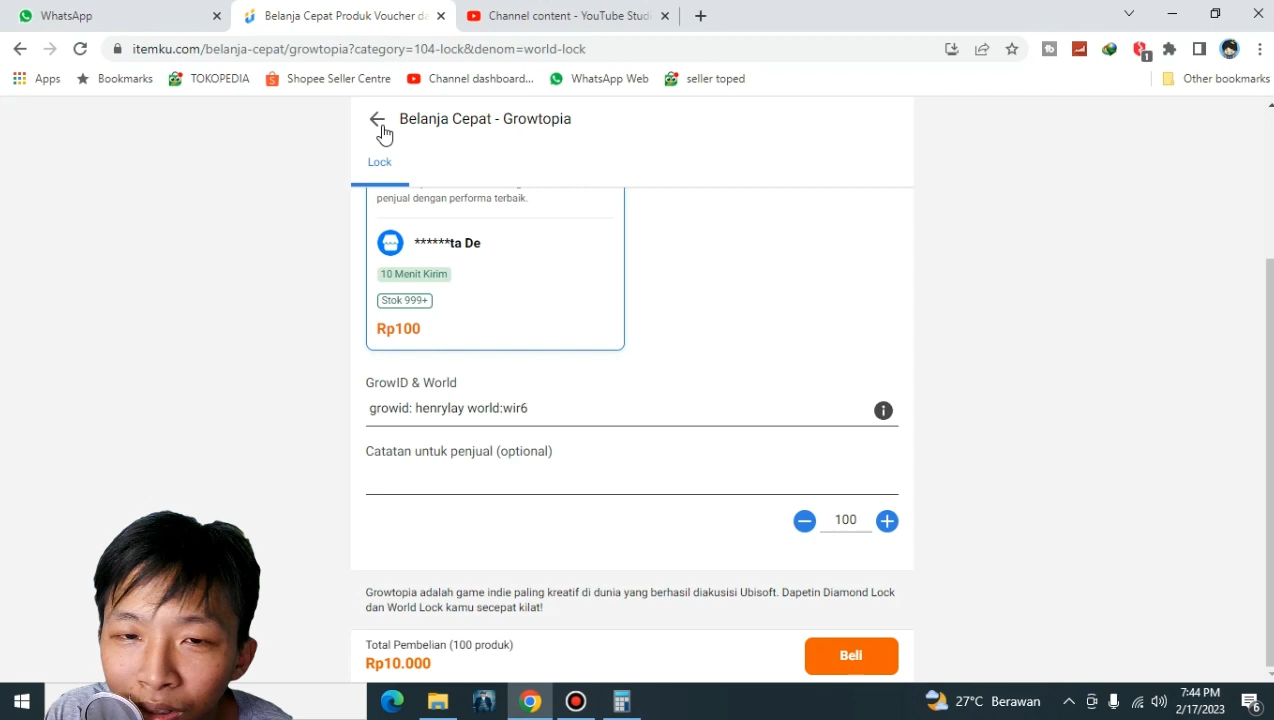 WhatsApp
Belanja Cepat Produk Voucher da
Channel content - YouTube Studi
itemku.com/belanja-cepat/growtopia?category=104-lock&denom=world-lock
1
Apps
Bookmarks
TOKOPEDIA
Shopee Seller Centre
Channel dashboard...
WhatsApp Web
seller toped
Other bookmarks
Belanja Cepat - Growtopia
Lock
penjual dengan performa terbaik.
******ta De
10 Menit Kirim
Stok 999+
Rp100
GrowID & World
growid: henrylay world:wir6
Catatan untuk penjual (optional)
100
Growtopia adalah game indie paling kreatif di dunia yang berhasil diakusisi Ubisoft. Dapetin Diamond Lock
dan World Lock kamu secepat kilat!
Total Pembelian (100 produk)
Rp10.000
Beli
27°C Berawan
7:44 PM
2/17/2023
6